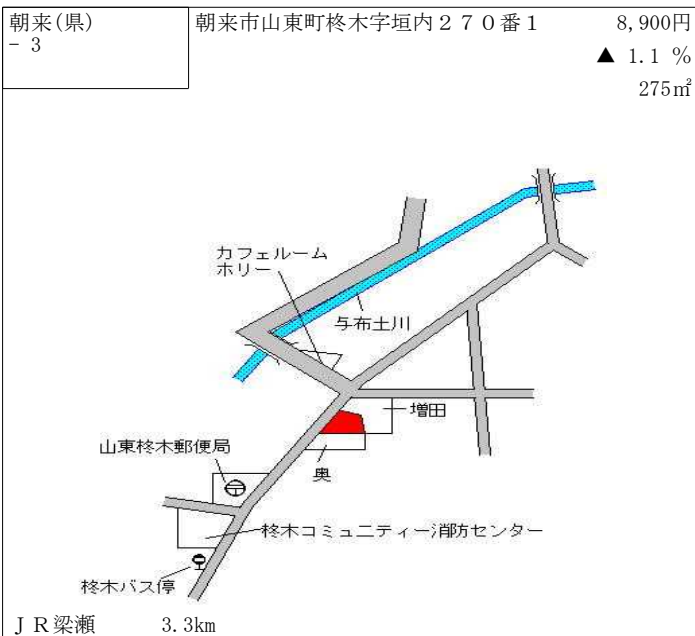 朝来(県)
- 3
朝来市山東町柊木字垣内２７０番１
8,900円
▲ 1.1 %
275㎡
カフェルーム
ホリー
与布土川
増田
山東柊木郵便局
奥
柊木コミュニティー消防センター
柊木バス停
ＪＲ梁瀬 3.3km